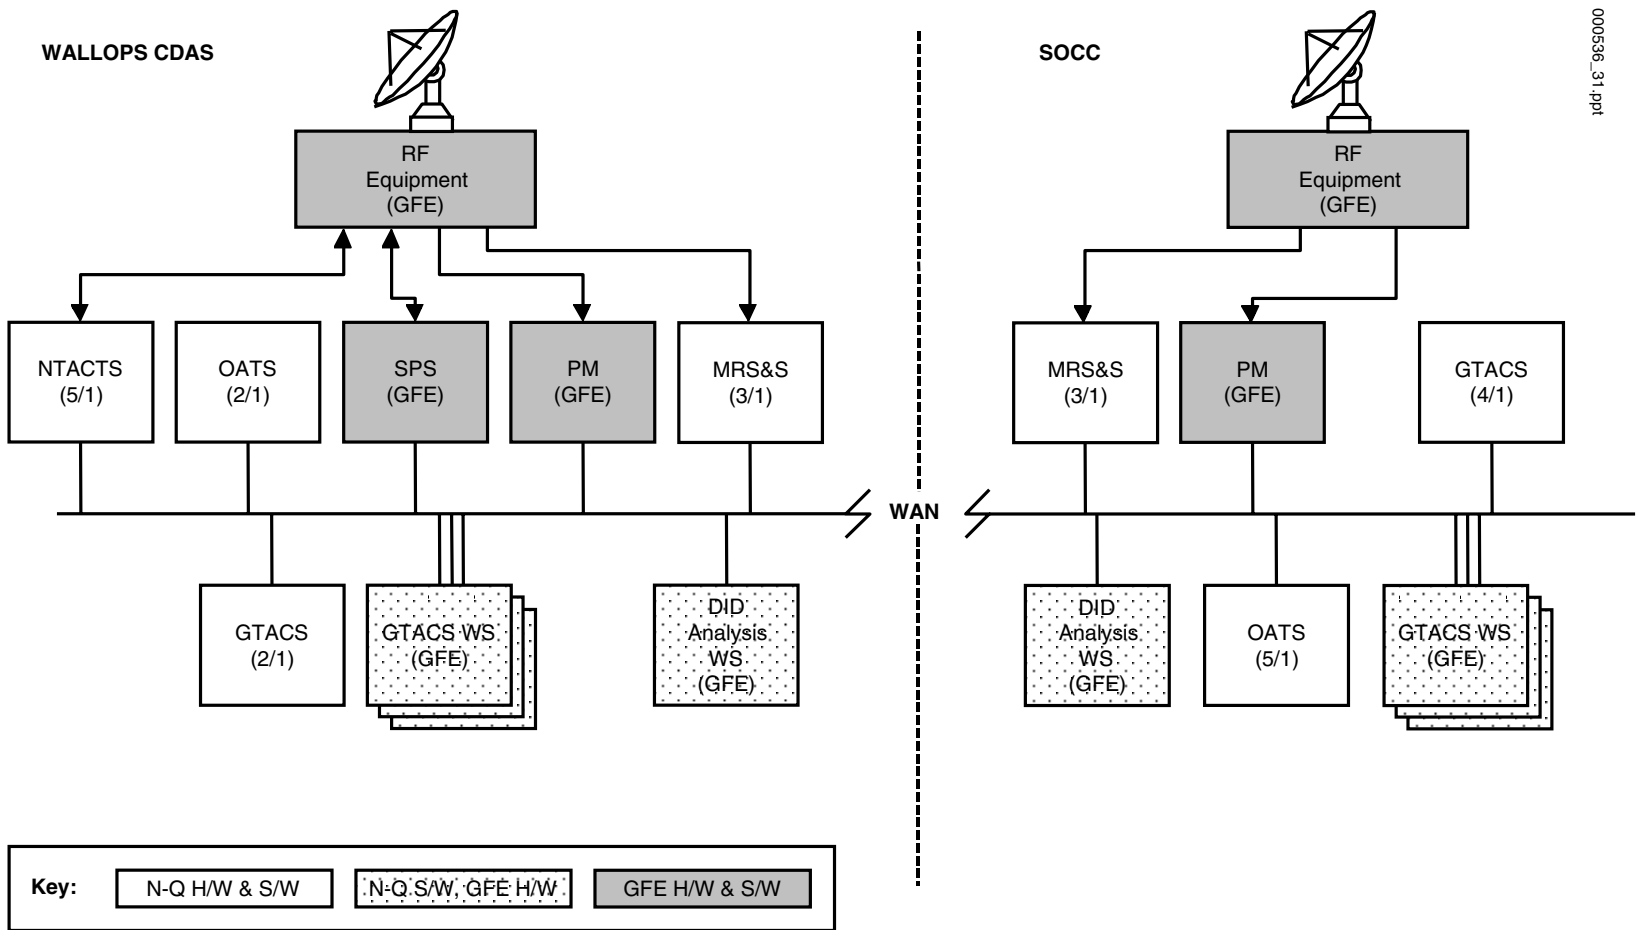 WALLOPS CDAS
SOCC
000536_31.ppt
RF
Equipment
(GFE)
RF
Equipment
(GFE)
NTACTS
(5/1)
OATS
(2/1)
SPS
(GFE)
PM
(GFE)
MRS&S
(3/1)
MRS&S
(3/1)
PM
(GFE)
GTACS
(4/1)
WAN
GTACS
(2/1)
GTACS WS
(GFE)
DID
Analysis
WS
(GFE)
DID
Analysis
WS
(GFE)
OATS
(5/1)
GTACS WS
(GFE)
Key:
N-Q H/W & S/W
N-Q S/W, GFE H/W
GFE H/W & S/W